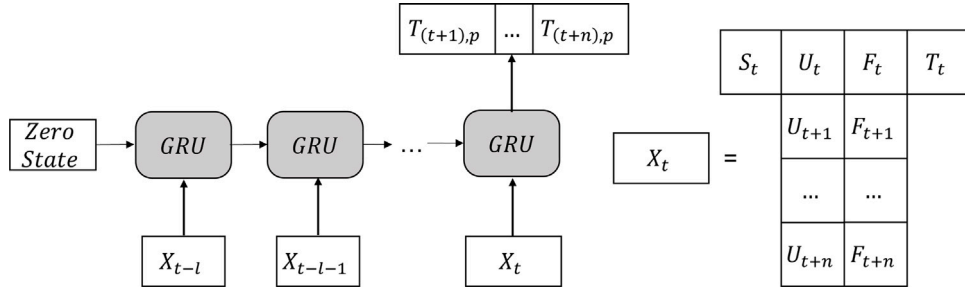 T_{(t+1),p} ... T_{(t+n),p}
Zero
State
GRU
GRU
...
GRU
X_{t-l}
X_{t-l-1}
X_t
X_t =
S_t U_t F_t T_t
U_{t+1} F_{t+1}
... ...
U_{t+n} F_{t+n}